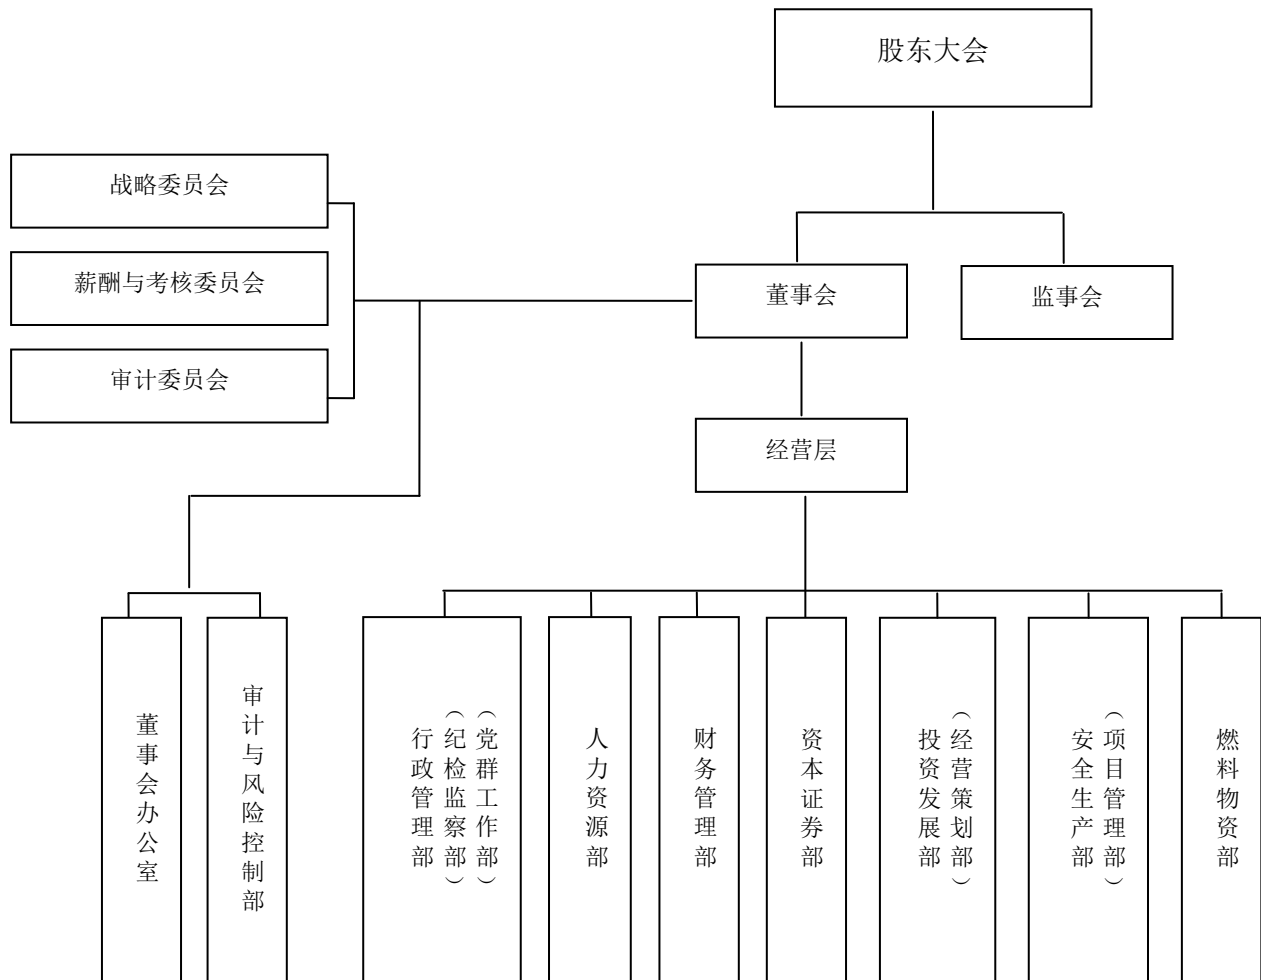 股东大会
战略委员会
薪酬与考核委员会
审计委员会
董事会
监事会
经营层
董事会办公室
审计与风险控制部
行政管理部
（纪检监察部）
（党群工作部）
人力资源部
财务管理部
资本证券部
投资发展部
（经营策划部）
安全生产部
（项目管理部）
燃料物资部